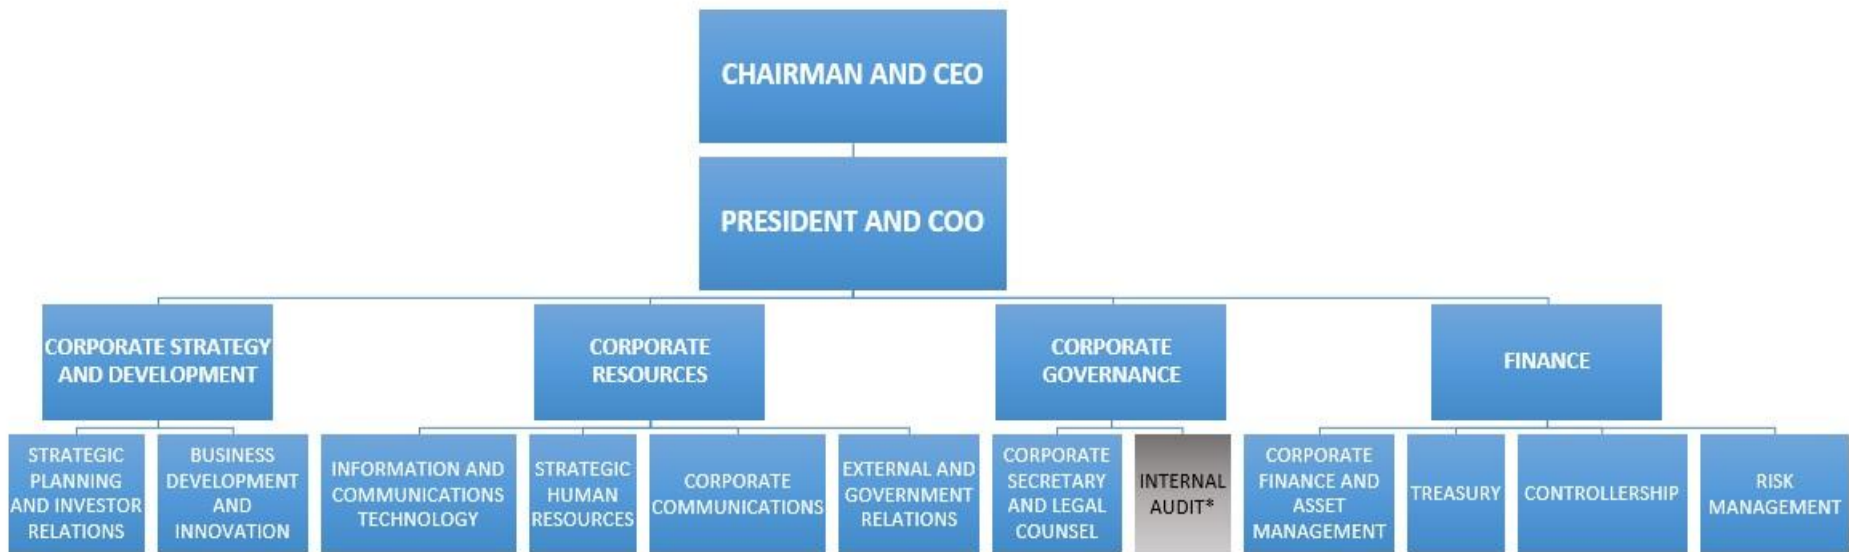 CHAIRMAN AND CEO
PRESIDENT AND COO
CORPORATE STRATEGY
AND DEVELOPMENT
CORPORATE
RESOURCES
CORPORATE
GOVERNANCE
FINANCE
STRATEGIC
PLANNING
AND INVESTOR
RELATIONS
BUSINESS
DEVELOPMENT
AND
INNOVATION
INFORMATION AND
COMMUNICATIONS
TECHNOLOGY
STRATEGIC
HUMAN
RESOURCES
CORPORATE
COMMUNICATIONS
EXTERNAL AND
GOVERNMENT
RELATIONS
CORPORATE
SECRETARY
AND LEGAL
COUNSEL
INTERNAL
AUDIT*
CORPORATE
FINANCE AND
ASSET
MANAGEMENT
TREASURY
CONTROLLERSHIP
RISK
MANAGEMENT